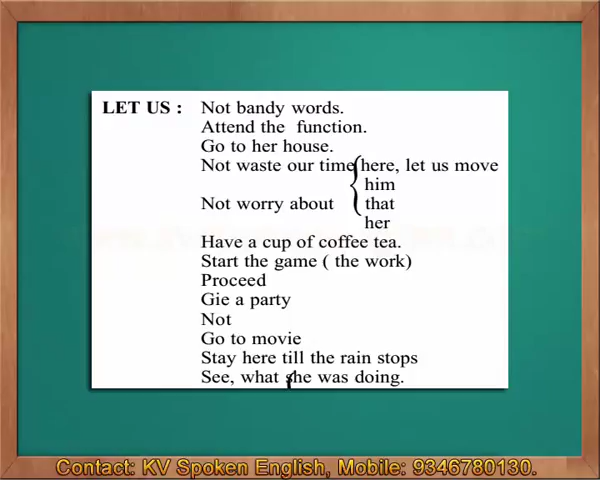 LET US : Not bandy words.
Attend the function.
Go to her house.
Not waste our time here, let us move
him
Not worry about that
her
Have a cup of coffee tea.
Start the game ( the work)
Proceed
Gie a party
Not
Go to movie
Stay here till the rain stops
See, what she was doing.
Contact: KV Spoken English, Mobile: 9346780130.